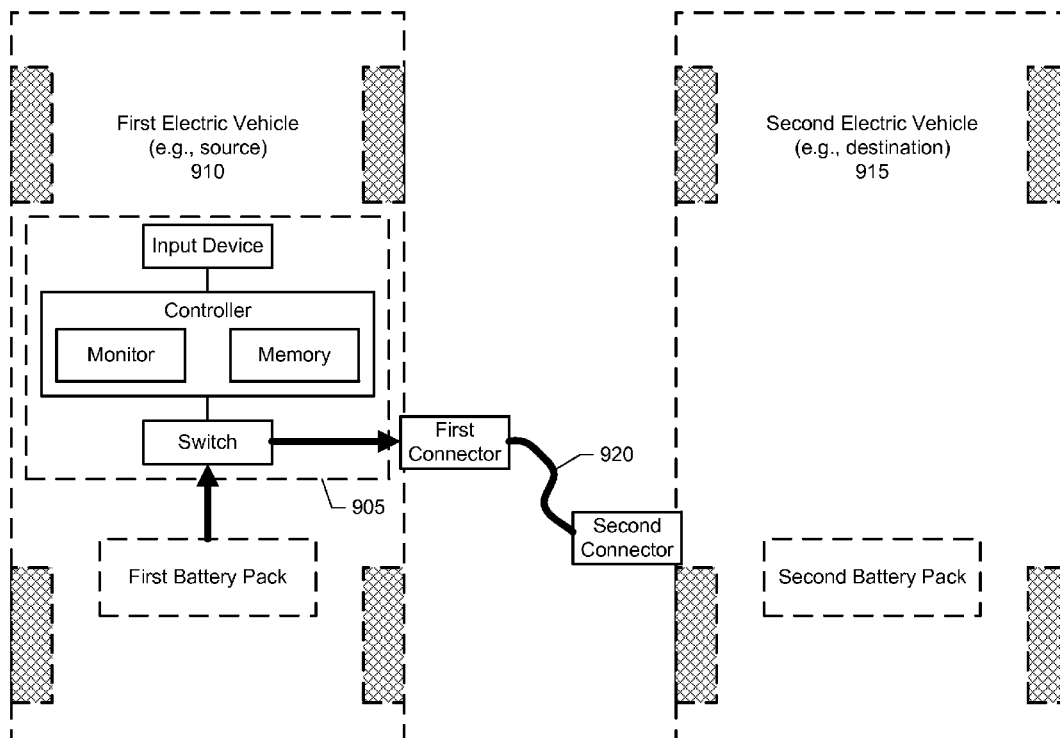 First Electric Vehicle
(e.g., source)
910
Second Electric Vehicle
(e.g., destination)
915
Input Device
Controller
Monitor
Memory
Switch
First
Connector
920
905
Second
Connector
First Battery Pack
Second Battery Pack